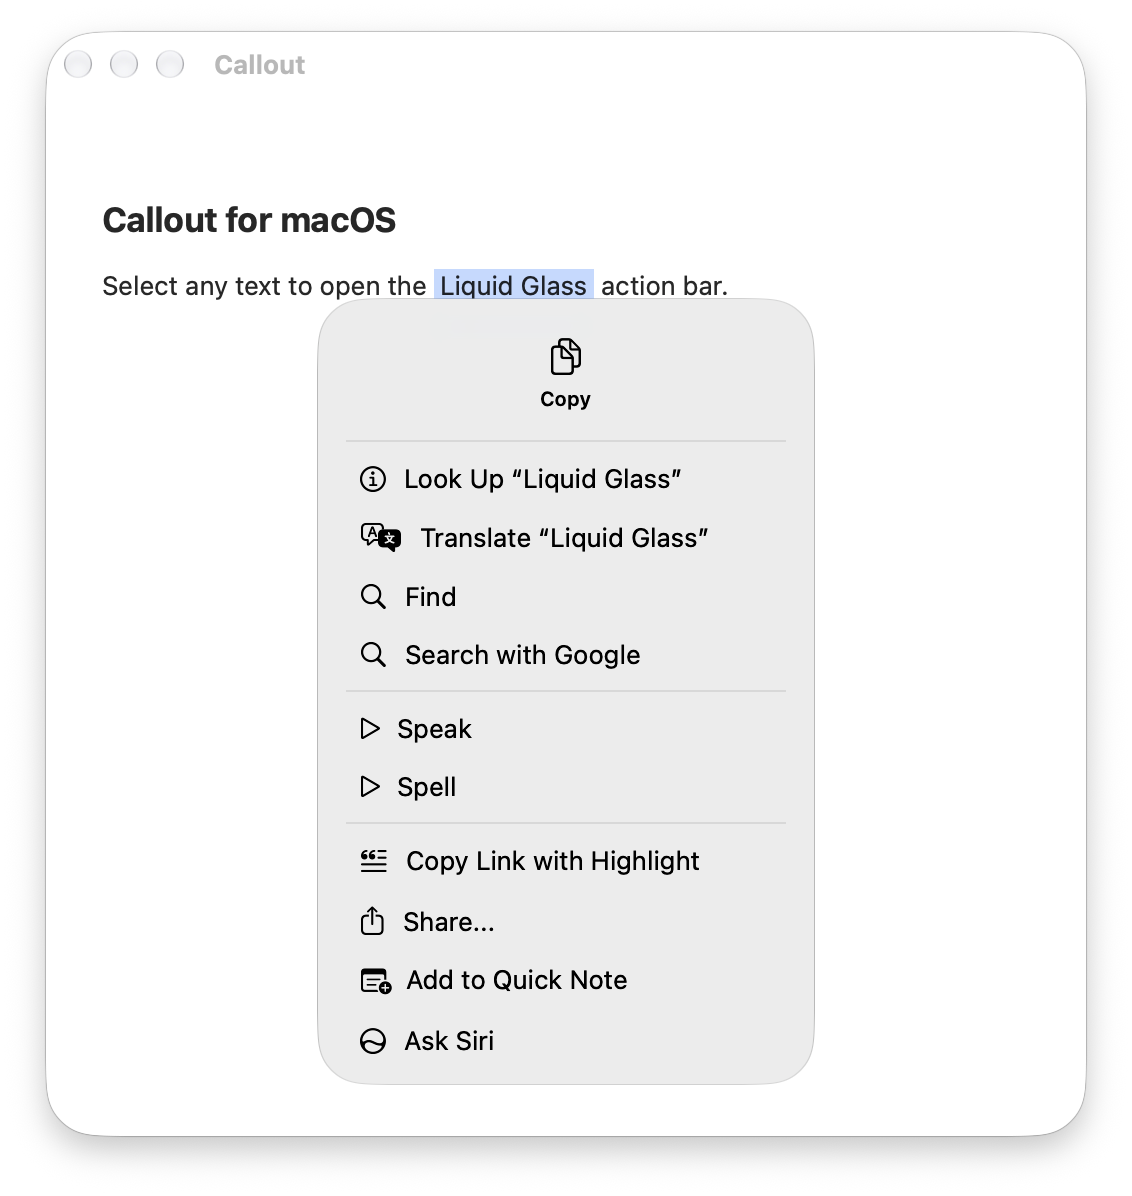 Callout
Callout for macOS
Select any text to open the Liquid Glass action bar.
Copy
Look Up “Liquid Glass”
Translate “Liquid Glass”
Find
Search with Google
Speak
Spell
Copy Link with Highlight
Share...
Add to Quick Note
Ask Siri